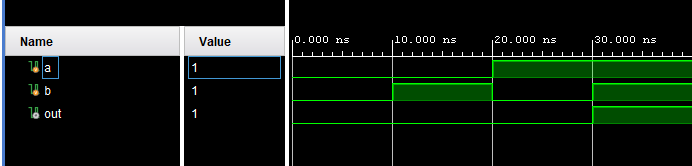 Name Value 0.000 ns 10.000 ns 20.000 ns 30.000 ns
a 1
b 1
out 1